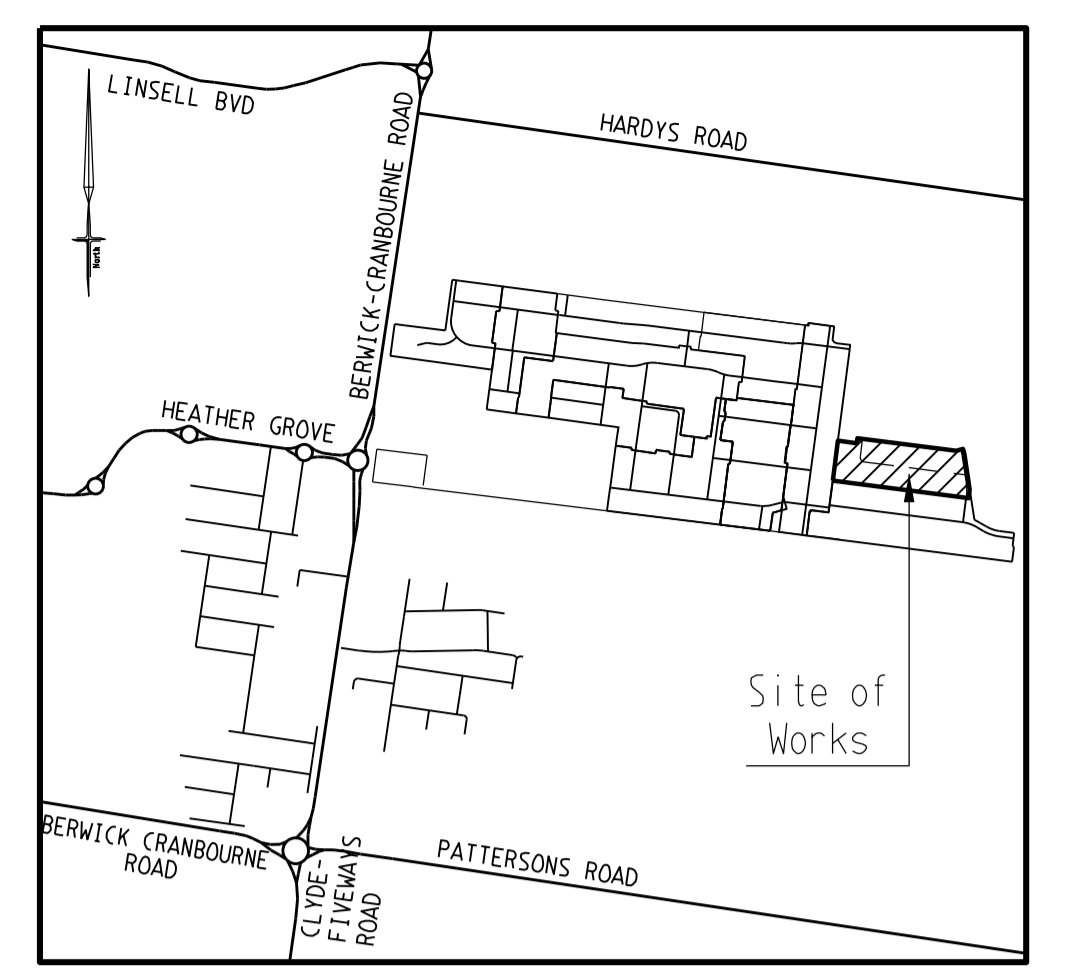 LINSELL BVD
HARDYS ROAD
BERWICK-CRANBOURNE ROAD
North
HEATHER GROVE
Site of
Works
BERWICK CRANBOURNE
ROAD
CLYDE-
FIVEWAYS
ROAD
PATTERSONS ROAD